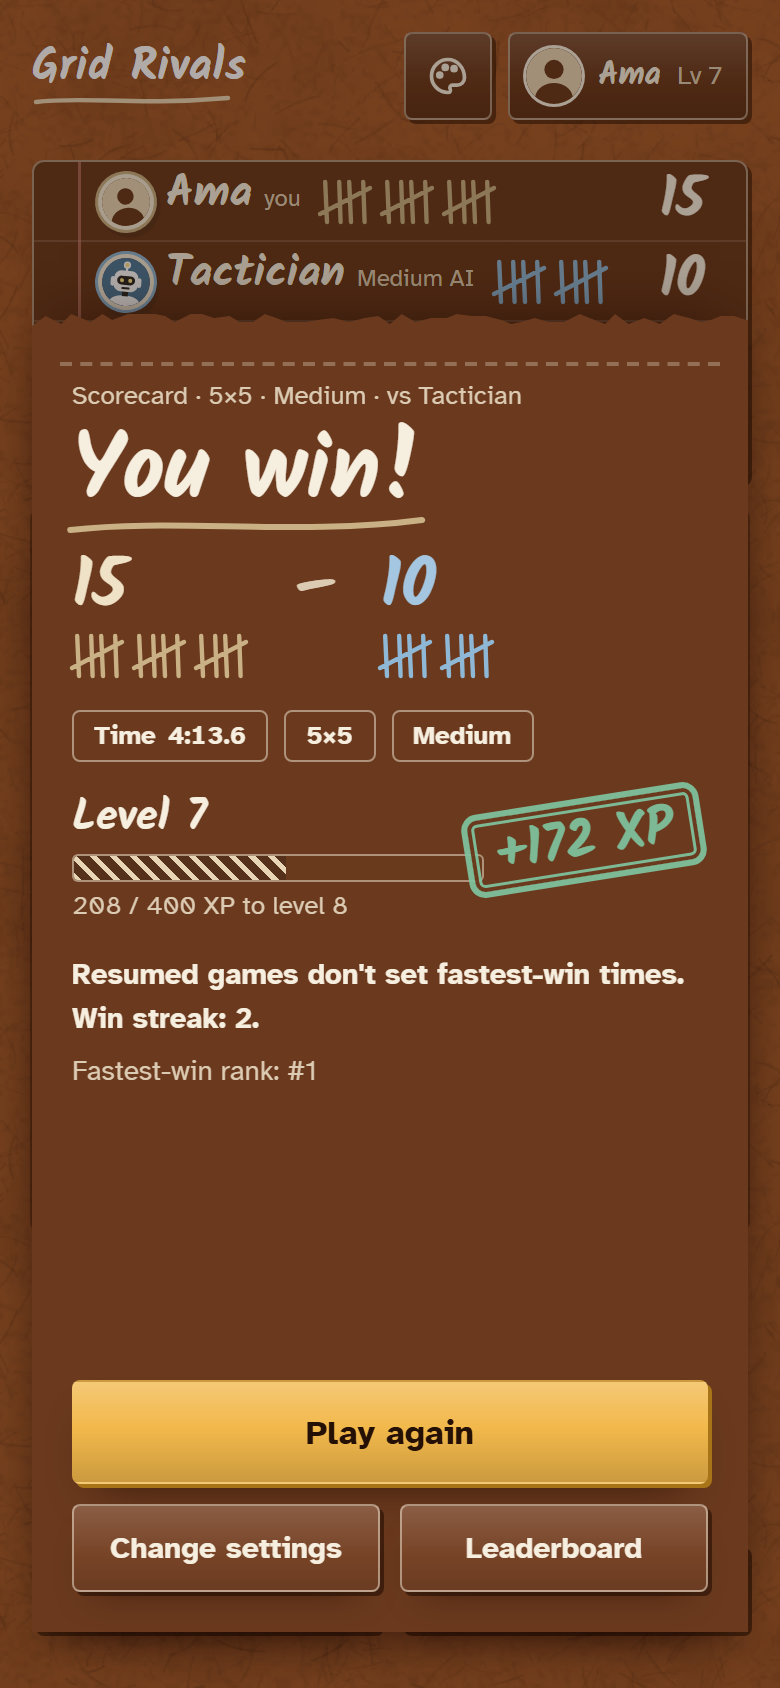 Grid Rivals
Ama Lv 7
Ama you 15
Tactician Medium AI 10
Scorecard · 5×5 · Medium · vs Tactician
You win!
15 – 10
Time 4:13.6 5×5 Medium
Level 7
+172 XP
208 / 400 XP to level 8
Resumed games don't set fastest-win times.
Win streak: 2.
Fastest-win rank: #1
Play again
Change settings Leaderboard